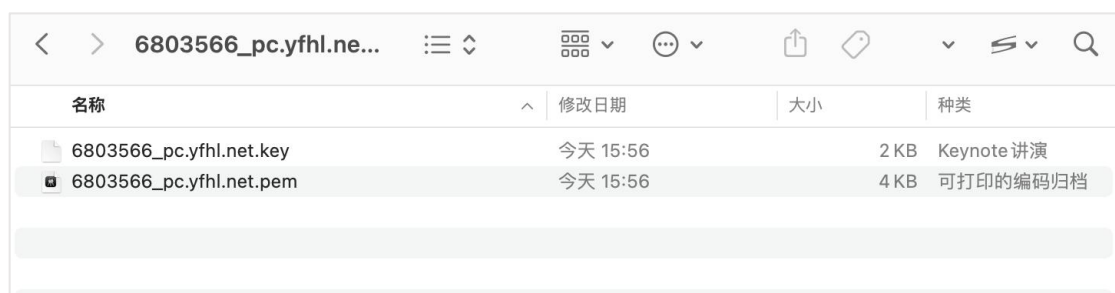 6803566_pc.yfhl.ne...
名称 修改日期 大小 种类
6803566_pc.yfhl.net.key 今天 15:56 2 KB Keynote 讲演
6803566_pc.yfhl.net.pem 今天 15:56 4 KB 可打印的编码归档